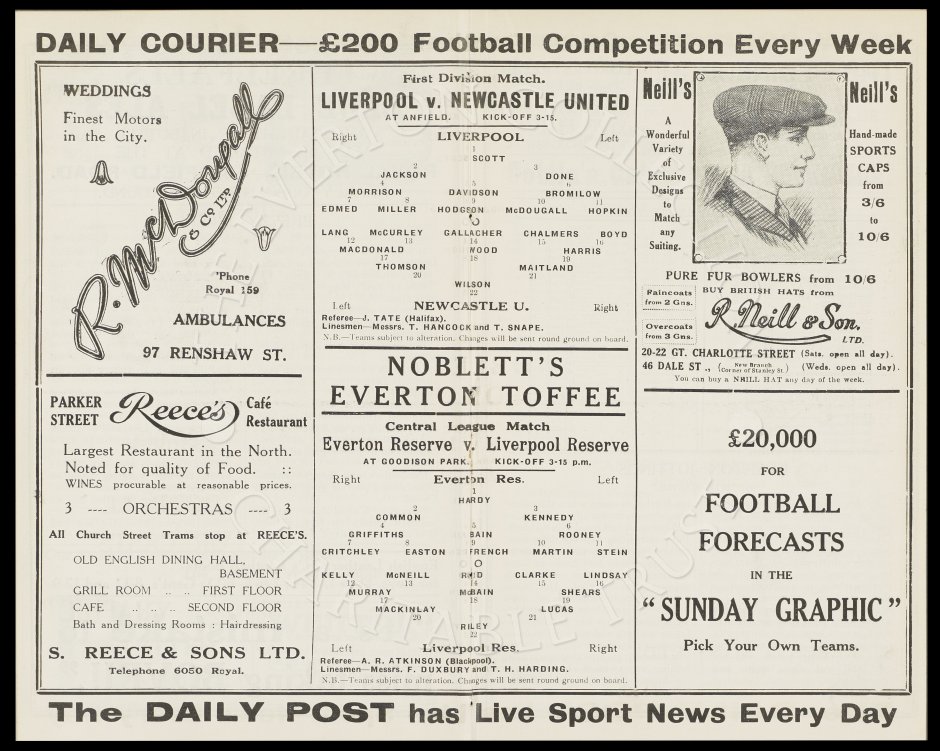 DAILY COURIER—£200 Football Competition Every Week
WEDDINGS
Finest Motors
in the City.
R. McDougall
& Co LTD
'Phone
Royal 159
AMBULANCES
97 RENSHAW ST.
PARKER
STREET
Reece's
Café
Restaurant
Largest Restaurant in the North.
Noted for quality of Food. ::
WINES procurable at reasonable prices.
3 ---- ORCHESTRAS ---- 3
All Church Street Trams stop at REECE'S.
OLD ENGLISH DINING HALL,
BASEMENT
GRILL ROOM .. .. FIRST FLOOR
CAFE .. .. .. SECOND FLOOR
Bath and Dressing Rooms : Hairdressing
S. REECE & SONS LTD.
Telephone 6050 Royal.
First Division Match.
LIVERPOOL v. NEWCASTLE UNITED
AT ANFIELD. KICK-OFF 3-15.
Right LIVERPOOL Left
1
SCOTT
2 3
JACKSON DONE
4 5 6
MORRISON DAVIDSON BROMILOW
7 8 9 10 11
EDMED MILLER HODGSON McDOUGALL HOPKIN
LANG McCURLEY GALLACHER CHALMERS BOYD
12 13 14 15 16
MACDONALD WOOD HARRIS
17 18 19
THOMSON MAITLAND
20 21
WILSON
22
Left NEWCASTLE U. Right
Referee—J. TATE (Halifax).
Linesmen—Messrs. T. HANCOCK and T. SNAPE.
N.B.—Teams subject to alteration. Changes will be sent round ground on board.
NOBLETT'S
EVERTON TOFFEE
Central League Match
Everton Reserve v. Liverpool Reserve
AT GOODISON PARK. KICK-OFF 3-15 p.m.
Right Everton Res. Left
1
HARDY
2 3
COMMON KENNEDY
4 5 6
GRIFFITHS BAIN ROONEY
7 8 9 10 11
CRITCHLEY EASTON FRENCH MARTIN STEIN
KELLY McNEILL REID CLARKE LINDSAY
12 13 14 15 16
MURRAY McBAIN SHEARS
17 18 19
MACKINLAY LUCAS
20 21
RILEY
22
Left Liverpool Res. Right
Referee—A. R. ATKINSON (Blackpool).
Linesmen—Messrs. F. DUXBURY and T. H. HARDING.
N.B.—Teams subject to alteration. Changes will be sent round ground on board.
Neill's
A
Wonderful
Variety
of
Exclusive
Designs
to
Match
any
Suiting.
Neill's
Hand-made
SPORTS
CAPS
from
3/6
to
10/6
PURE FUR BOWLERS from 10/6
Raincoats
from 2 Gns.
Overcoats
from 3 Gns.
BUY BRITISH HATS from
R. Neill & Son,
LTD.
20-22 GT. CHARLOTTE STREET (Sats. open all day).
46 DALE ST., (New Branch Corner of Stanley St.) (Weds. open all day).
You can buy a NEILL HAT any day of the week.
£20,000
FOR
FOOTBALL
FORECASTS
IN THE
"SUNDAY GRAPHIC"
Pick Your Own Teams.
The DAILY POST has Live Sport News Every Day